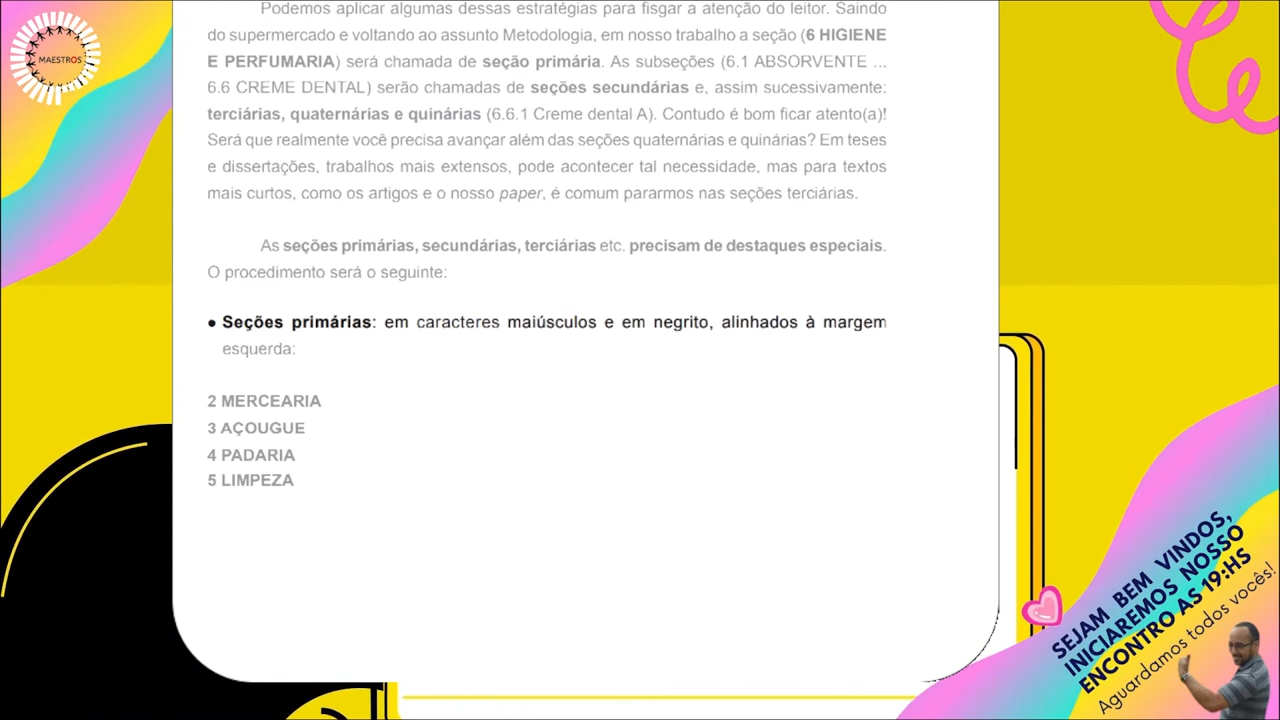 MAESTROS
Podemos aplicar algumas dessas estratégias para fisgar a atenção do leitor. Saindo
do supermercado e voltando ao assunto Metodologia, em nosso trabalho a seção (6 HIGIENE
E PERFUMARIA) será chamada de seção primária. As subseções (6.1 ABSORVENTE ...
6.6 CREME DENTAL) serão chamadas de seções secundárias e, assim sucessivamente:
terciárias, quaternárias e quinárias (6.6.1 Creme dental A). Contudo é bom ficar atento(a)!
Será que realmente você precisa avançar além das seções quaternárias e quinárias? Em teses
e dissertações, trabalhos mais extensos, pode acontecer tal necessidade, mas para textos
mais curtos, como os artigos e o nosso paper, é comum pararmos nas seções terciárias.
As seções primárias, secundárias, terciárias etc. precisam de destaques especiais.
O procedimento será o seguinte:
● Seções primárias: em caracteres maiúsculos e em negrito, alinhados à margem
esquerda:
2 MERCEARIA
3 AÇOUGUE
4 PADARIA
5 LIMPEZA
SEJAM BEM VINDOS,
INICIAREMOS NOSSO
ENCONTRO AS 19:HS
Aguardamos todos vocês!